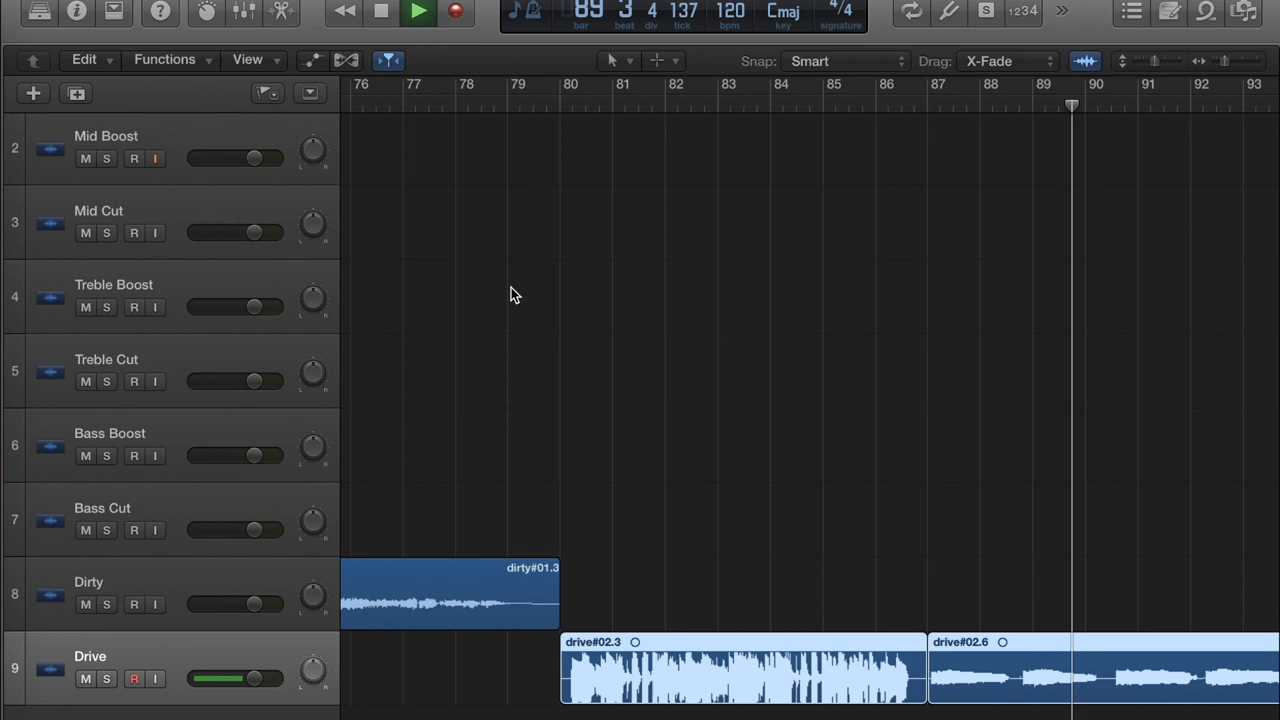 89 3 4 137 120 Cmaj 4/4
bar beat div tick bpm key signature
S 1234
Edit Functions View Snap: Smart Drag: X-Fade
76 77 78 79 80 81 82 83 84 85 86 87 88 89 90 91 92 93
2 Mid Boost
M S R I L R
3 Mid Cut
M S R I L R
4 Treble Boost
M S R I L R
5 Treble Cut
M S R I L R
6 Bass Boost
M S R I L R
7 Bass Cut
M S R I L R
8 Dirty
M S R I L R
dirty#01.3
9 Drive
M S R I L R
drive#02.3 drive#02.6